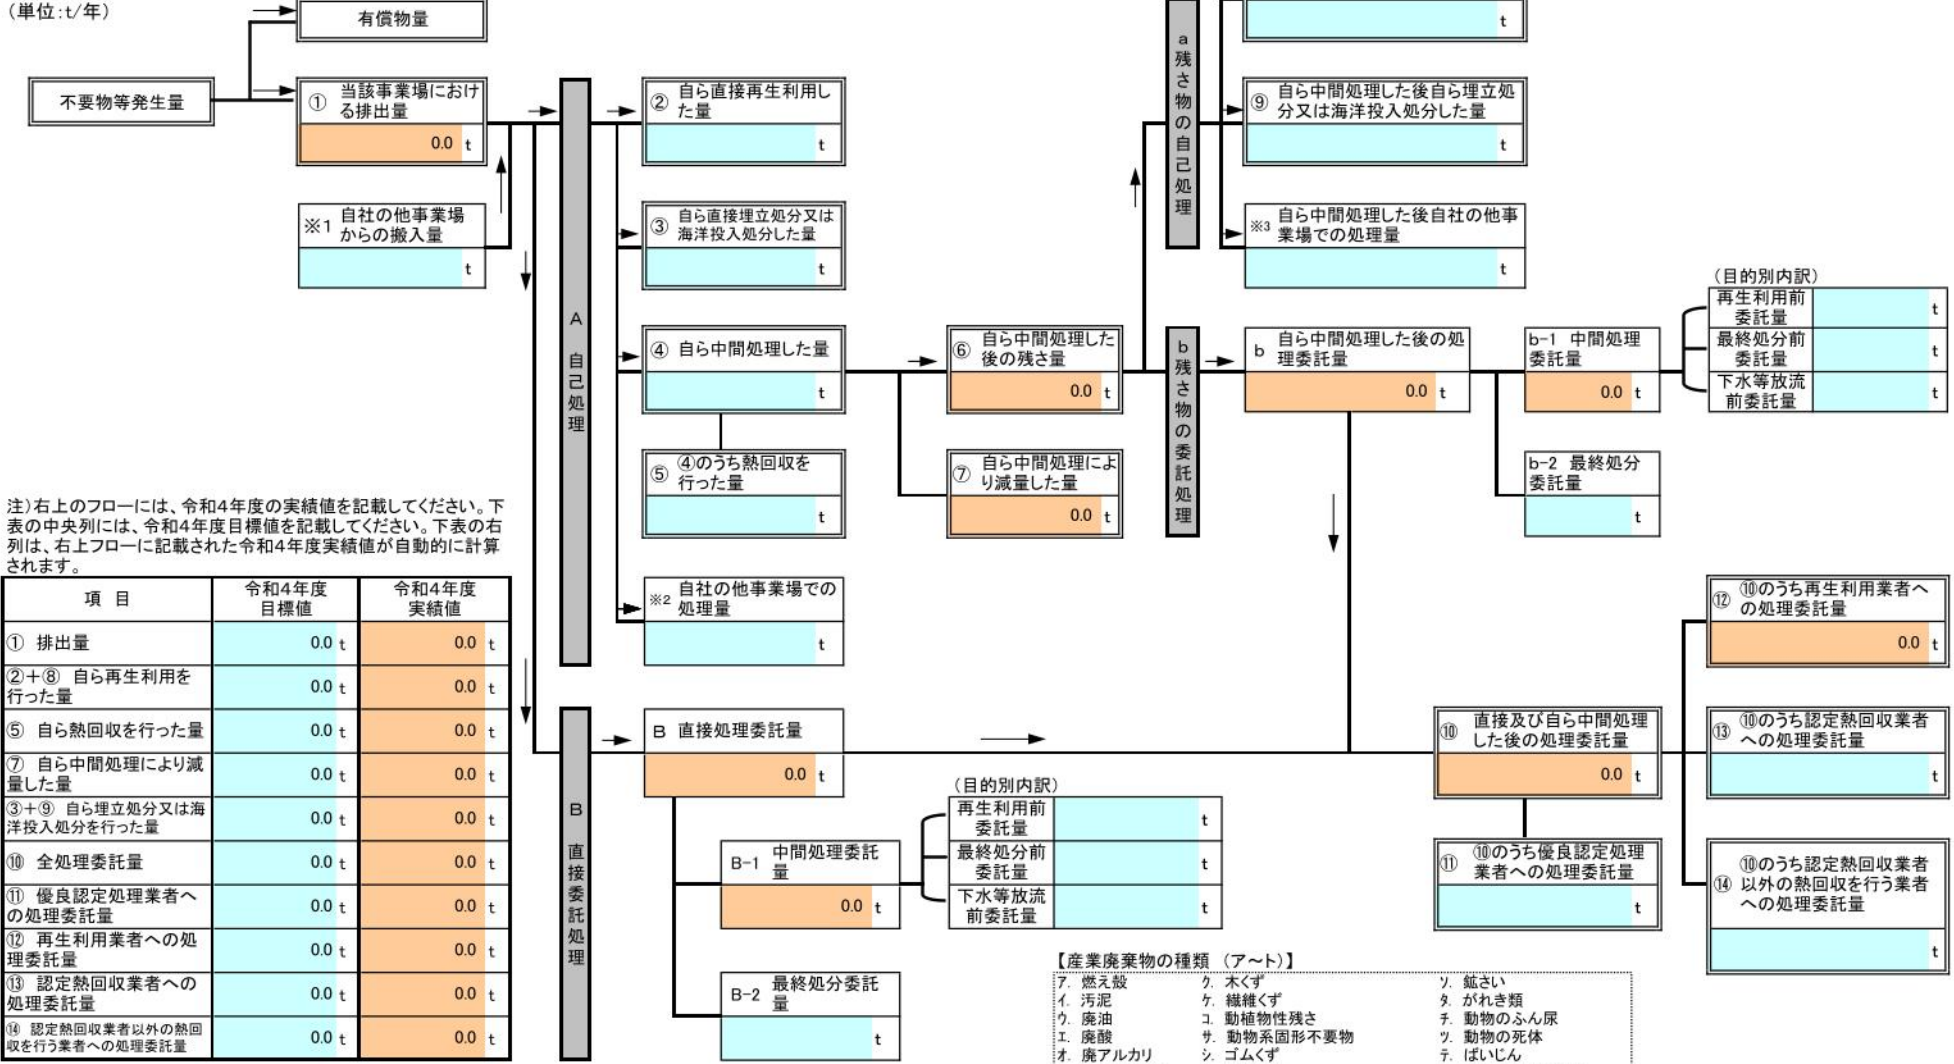 (単位:t/年)
有償物量
不要物等発生量
① 当該事業場におけ
る排出量
0.0 t
※1 自社の他事業場
からの搬入量
t
A 自己処理
② 自ら直接再生利用し
た量
t
③ 自ら直接埋立処分又は
海洋投入処分した量
t
④ 自ら中間処理した量
t
⑤ ④のうち熱回収を
行った量
t
※2 自社の他事業場での
処理量
t
⑥ 自ら中間処理した
後の残さ量
0.0 t
⑦ 自ら中間処理によ
り減量した量
0.0 t
a 残さ物の自己処理
t
⑨ 自ら中間処理した後自ら埋立処
分又は海洋投入処分した量
t
※3 自ら中間処理した後自社の他事
業場での処理量
t
b 残さ物の委託処理
b 自ら中間処理した後の処
理委託量
0.0 t
b-1 中間処理
委託量
0.0 t
b-2 最終処分
委託量
t
(目的別内訳)
再生利用前
委託量 t
最終処分前
委託量 t
下水等放流
前委託量 t
注)右上のフローには、令和4年度の実績値を記載してください。下
表の中央列には、令和4年度目標値を記載してください。下表の右
列は、右上フローに記載された令和4年度実績値が自動的に計算
されます。
項 目 令和4年度 目標値 令和4年度 実績値
① 排出量 0.0 t 0.0 t
②+⑧ 自ら再生利用を
行った量 0.0 t 0.0 t
⑤ 自ら熱回収を行った量 0.0 t 0.0 t
⑦ 自ら中間処理により減
量した量 0.0 t 0.0 t
③+⑨ 自ら埋立処分又は海
洋投入処分を行った量 0.0 t 0.0 t
⑩ 全処理委託量 0.0 t 0.0 t
⑪ 優良認定処理業者へ
の処理委託量 0.0 t 0.0 t
⑫ 再生利用業者への処
理委託量 0.0 t 0.0 t
⑬ 認定熱回収業者への
処理委託量 0.0 t 0.0 t
⑭ 認定熱回収業者以外の熱回
収を行う業者への処理委託量 0.0 t 0.0 t
B 直接委託処理
B 直接処理委託量
0.0 t
B-1 中間処理委託
量
0.0 t
B-2 最終処分委託
量
t
(目的別内訳)
再生利用前
委託量 t
最終処分前
委託量 t
下水等放流
前委託量 t
⑩ 直接及び自ら中間処理
した後の処理委託量
0.0 t
⑪ ⑩のうち優良認定処理
業者への処理委託量
t
⑫ ⑩のうち再生利用業者へ
の処理委託量
0.0 t
⑬ ⑩のうち認定熱回収業者
への処理委託量
t
⑭ ⑩のうち認定熱回収業者
以外の熱回収を行う業者
への処理委託量
t
【産業廃棄物の種類 (ア~ト)】
ア. 燃え殻 ク. 木くず ソ. 鉱さい
イ. 汚泥 ケ. 繊維くず タ. がれき類
ウ. 廃油 コ. 動植物性残さ チ. 動物のふん尿
エ. 廃酸 サ. 動物系固形不要物 ツ. 動物の死体
オ. 廃アルカリ シ. ゴムくず テ. ばいじん